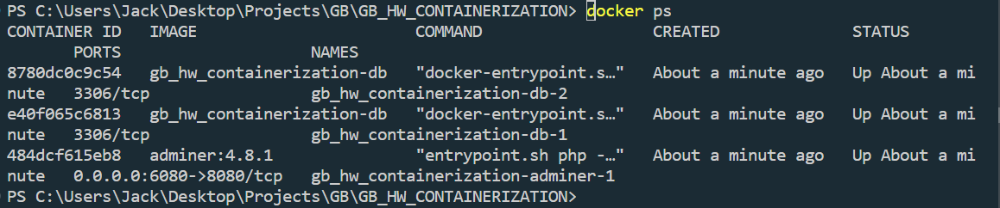 PS C:\Users\Jack\Desktop\Projects\GB\GB_HW_CONTAINERIZATION> docker ps
CONTAINER ID   IMAGE                    COMMAND                  CREATED              STATUS
       PORTS                    NAMES
8780dc0c9c54   gb_hw_containerization-db   "docker-entrypoint.s…"   About a minute ago   Up About a mi
nute   3306/tcp                 gb_hw_containerization-db-2
e40f065c6813   gb_hw_containerization-db   "docker-entrypoint.s…"   About a minute ago   Up About a mi
nute   3306/tcp                 gb_hw_containerization-db-1
484dcf615eb8   adminer:4.8.1               "entrypoint.sh php -…"   About a minute ago   Up About a mi
nute   0.0.0.0:6080->8080/tcp   gb_hw_containerization-adminer-1
PS C:\Users\Jack\Desktop\Projects\GB\GB_HW_CONTAINERIZATION>